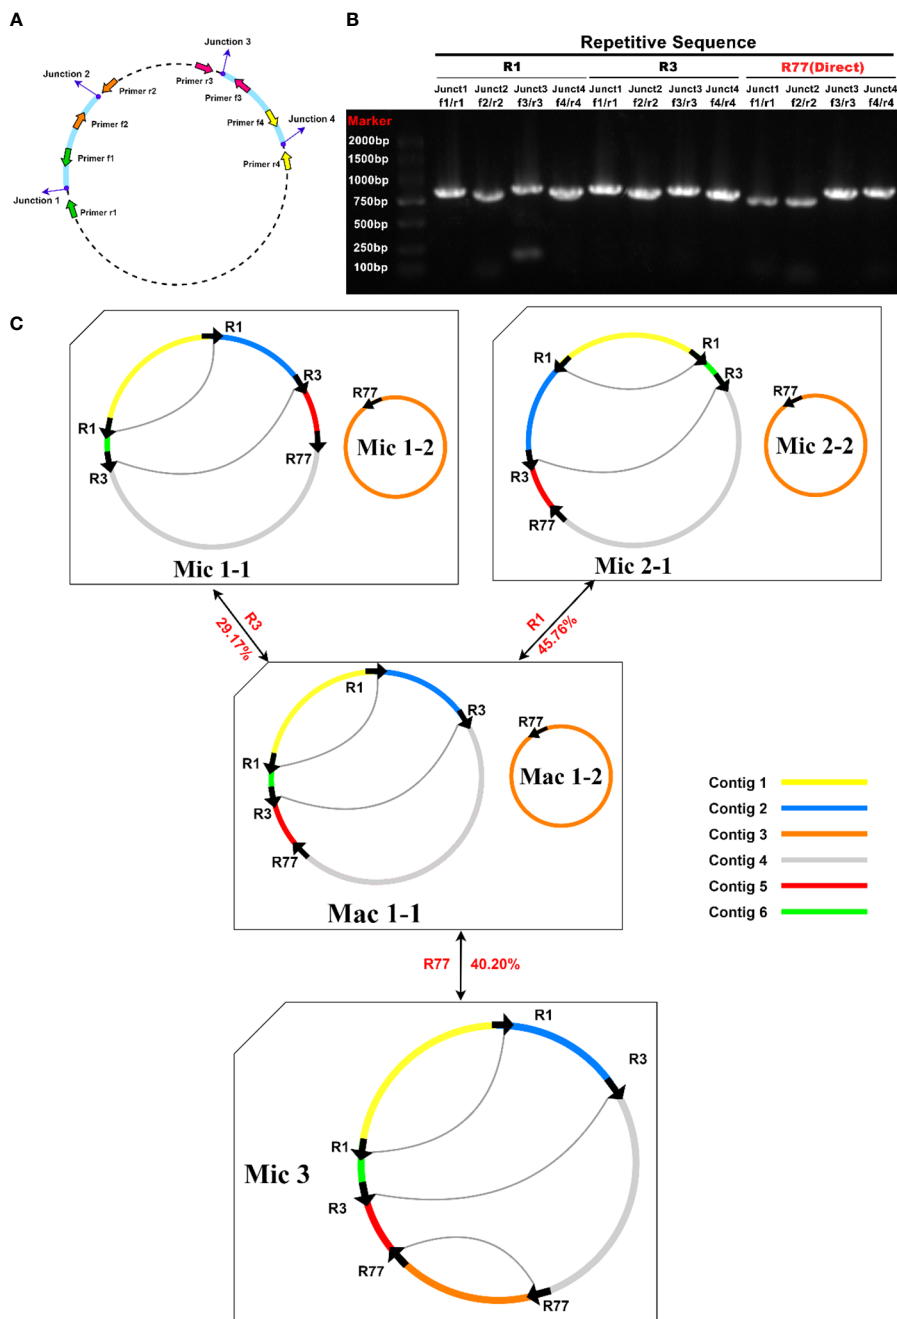 A
Junction 3
Junction 2
Primer r3
Primer r2
Primer f3
Primer f2
Primer f4
Junction 4
Primer f1
Primer r4
Junction 1
Primer r1
B
Repetitive Sequence
R1 R3 R77(Direct)
Junct1 Junct2 Junct3 Junct4 Junct1 Junct2 Junct3 Junct4 Junct1 Junct2 Junct3 Junct4
f1/r1 f2/r2 f3/r3 f4/r4 f1/r1 f2/r2 f3/r3 f4/r4 f1/r1 f2/r2 f3/r3 f4/r4
Marker
2000bp
1500bp
1000bp
750bp
500bp
250bp
100bp
C
R1
R3
R1
R3
R77
R77
Mic 1-2
Mic 1-1
R1
R1
R3
R3
R77
R77
Mic 2-2
Mic 2-1
R3
29.17%
R1
45.76%
R1
R3
R1
R3
R77
R77
Mac 1-2
Mac 1-1
Contig 1
Contig 2
Contig 3
Contig 4
Contig 5
Contig 6
R77 40.20%
R1
R3
R1
Mic 3
R3
R77
R77